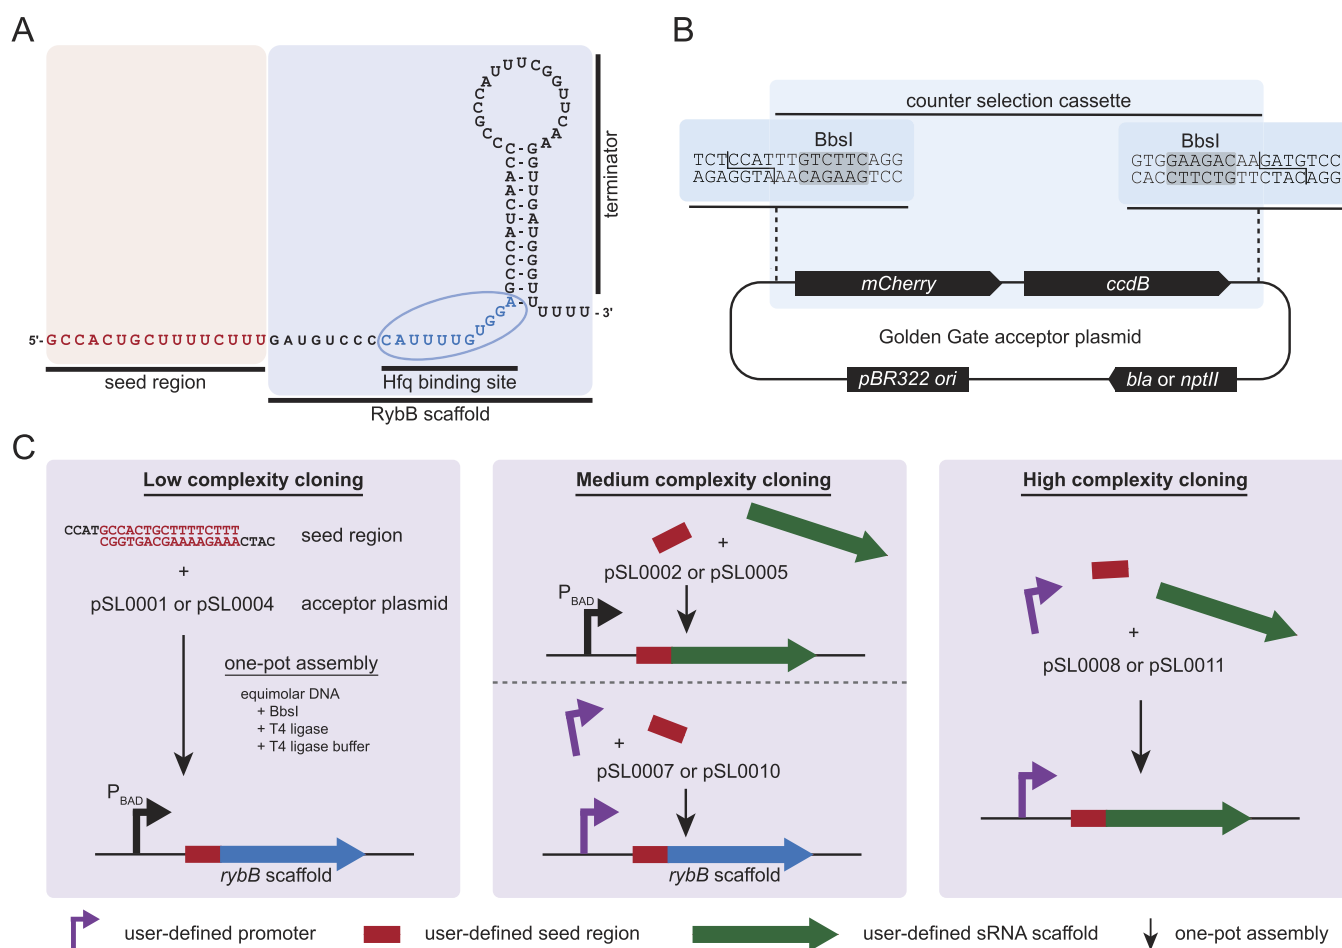 A
5'-GCCACUGCUUUUCUUUGAUGUCCCCAUUUUGUGGAGCCCAUCAACCCCGCCAUUUCGGUUCAAGGUUGAUGGGUUUUUU-3'
seed region
Hfq binding site
RybB scaffold
terminator
B
counter selection cassette
BbsI
TCTCCATTTGTCTTCAGG
AGAGGTAAACAGAAGTCC
BbsI
GTGGAAGACAAGATGTCC
CACCTTCTGTTCTACAGG
mCherry
ccdB
Golden Gate acceptor plasmid
pBR322 ori
bla or nptII
C
Low complexity cloning
CCATGCCACTGCTTTTCTTT
CGGTGACGAAAAGAAACTAC
seed region
+
pSL0001 or pSL0004
acceptor plasmid
one-pot assembly
equimolar DNA
+ BbsI
+ T4 ligase
+ T4 ligase buffer
PBAD
rybB scaffold
Medium complexity cloning
+
pSL0002 or pSL0005
PBAD
+
pSL0007 or pSL0010
rybB scaffold
High complexity cloning
+
pSL0008 or pSL0011
user-defined promoter
user-defined seed region
user-defined sRNA scaffold
one-pot assembly